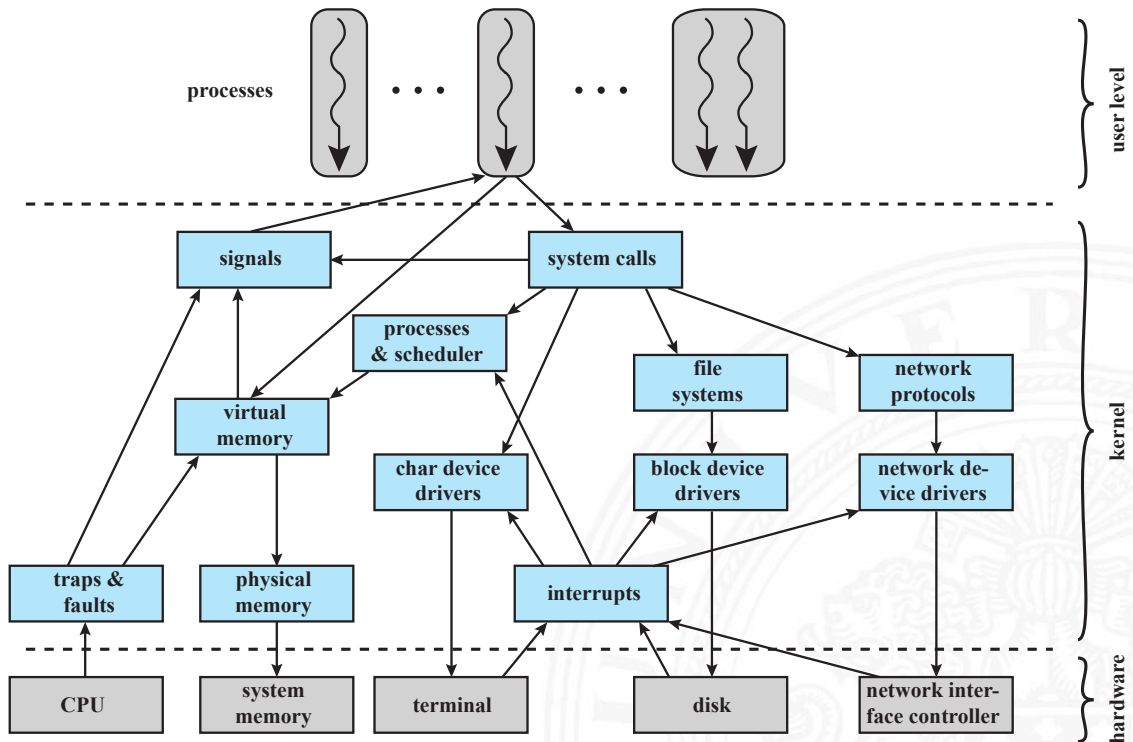 processes
user level
signals
system calls
processes
& scheduler
file
systems
network
protocols
virtual
memory
kernel
char device
drivers
block device
drivers
network de-
vice drivers
traps &
faults
physical
memory
interrupts
CPU
system
memory
terminal
disk
network inter-
face controller
hardware
VER